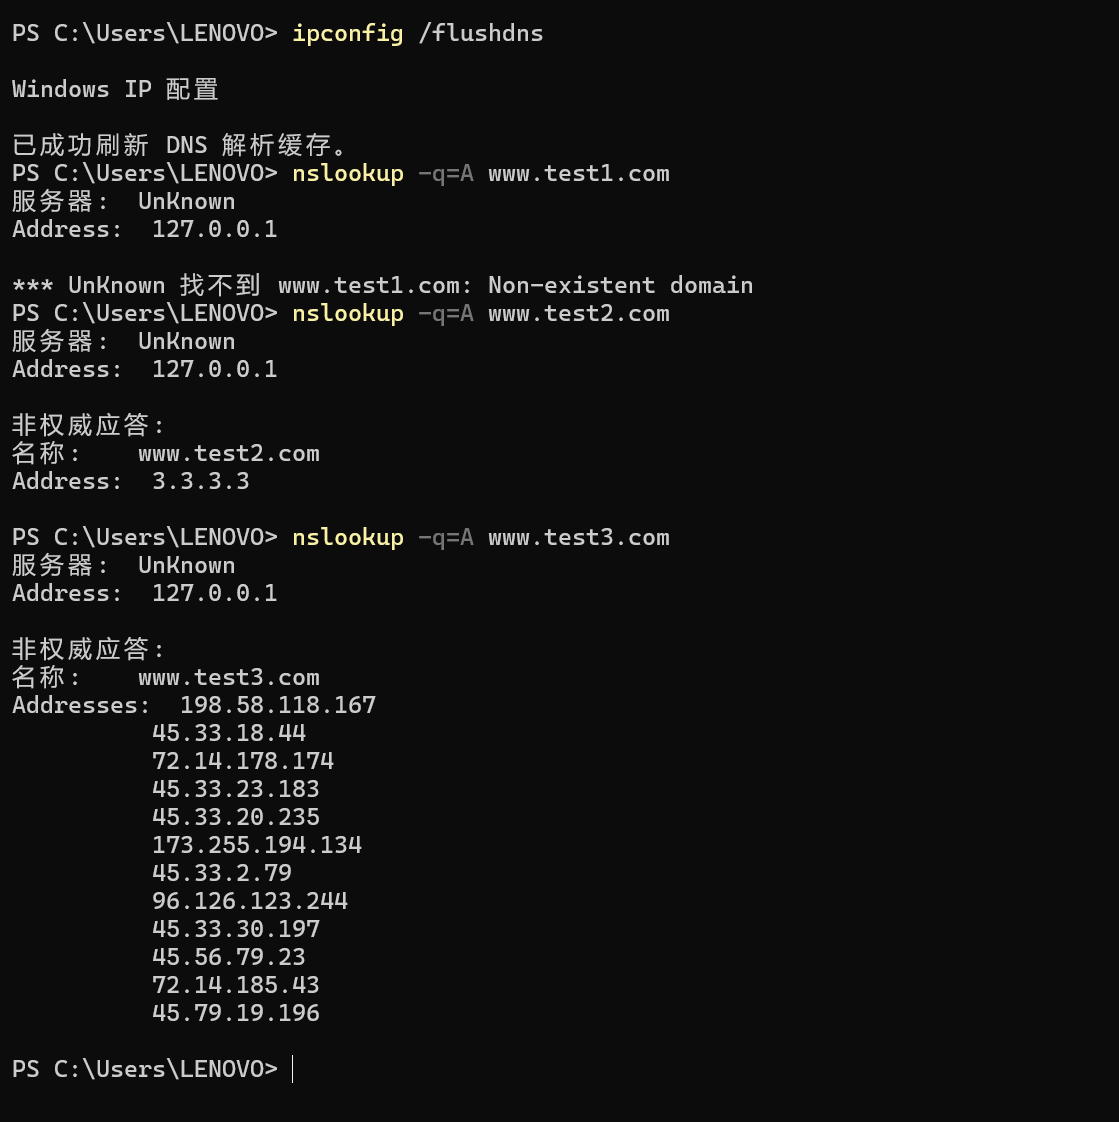 PS C:\Users\LENOVO> ipconfig /flushdns
Windows IP 配置
已成功刷新 DNS 解析缓存。
PS C:\Users\LENOVO> nslookup -q=A www.test1.com
服务器:  UnKnown
Address:  127.0.0.1
*** UnKnown 找不到 www.test1.com: Non-existent domain
PS C:\Users\LENOVO> nslookup -q=A www.test2.com
服务器:  UnKnown
Address:  127.0.0.1
非权威应答:
名称:    www.test2.com
Address:  3.3.3.3
PS C:\Users\LENOVO> nslookup -q=A www.test3.com
服务器:  UnKnown
Address:  127.0.0.1
非权威应答:
名称:    www.test3.com
Addresses:  198.58.118.167
45.33.18.44
72.14.178.174
45.33.23.183
45.33.20.235
173.255.194.134
45.33.2.79
96.126.123.244
45.33.30.197
45.56.79.23
72.14.185.43
45.79.19.196
PS C:\Users\LENOVO>